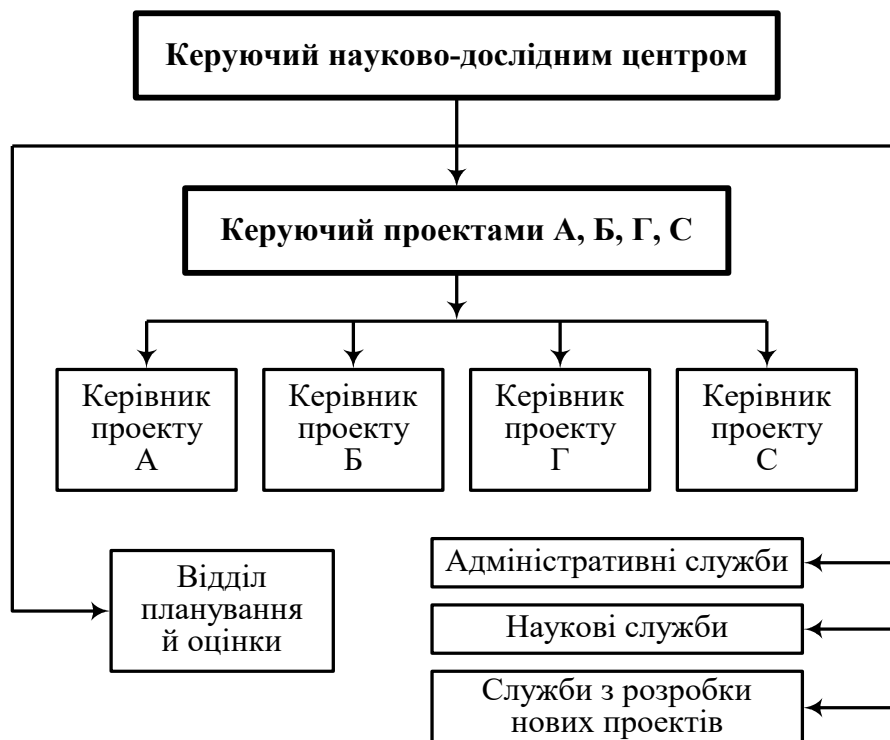 Керуючий науково-дослідним центром
Керуючий проектами А, Б, Г, С
Керівник
проекту
А
Керівник
проекту
Б
Керівник
проекту
Г
Керівник
проекту
С
Відділ
планування
й оцінки
Адміністративні служби
Наукові служби
Служби з розробки
нових проектів